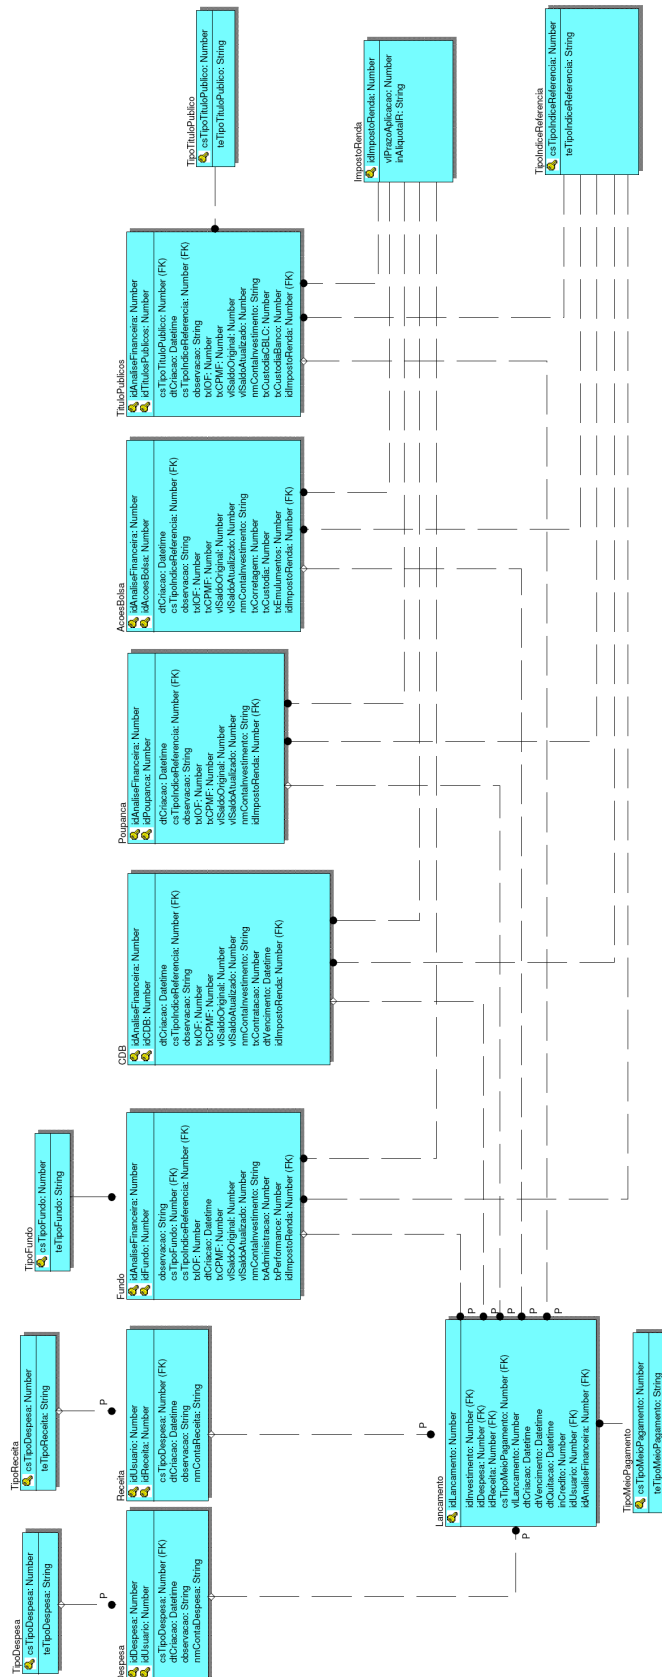 TipoDespesa
csTipoDespesa: Number
teTipoDespesa: String
TipoReceita
csTipoDespesa: Number
teTipoReceita: String
TipoFundo
csTipoFundo: Number
teTipoFundo: String
TipoTituloPublico
csTipoTituloPublico: Number
teTipoTituloPublico: String
espesa
idDespesa: Number
idUsuario: Number
csTipoDespesa: Number (FK)
dtCriacao: Datetime
observacao: String
nmContaDespesa: String
Receita
idUsuario: Number
idReceita: Number
csTipoDespesa: Number (FK)
dtCriacao: Datetime
observacao: String
nmContaReceita: String
Fundo
idAnaliseFinanceira: Number
idFundo: Number
observacao: String
csTipoFundo: Number (FK)
csTipoIndiceReferencia: Number (FK)
txIOF: Number
dtCriacao: Datetime
txCPMF: Number
vlSaldoOriginal: Number
vlSaldoAtualizado: Number
nmContaInvestimento: String
txAdministracao: Number
txPerformance: Number
idImpostoRenda: Number (FK)
CDB
idAnaliseFinanceira: Number
idCDB: Number
dtCriacao: Datetime
csTipoIndiceReferencia: Number (FK)
observacao: String
txIOF: Number
txCPMF: Number
vlSaldoOriginal: Number
vlSaldoAtualizado: Number
nmContaInvestimento: String
txContratacao: Number
dtVencimento: Datetime
idImpostoRenda: Number (FK)
Poupanca
idAnaliseFinanceira: Number
idPoupanca: Number
dtCriacao: Datetime
csTipoIndiceReferencia: Number (FK)
observacao: String
txIOF: Number
txCPMF: Number
vlSaldoOriginal: Number
vlSaldoAtualizado: Number
nmContaInvestimento: String
idImpostoRenda: Number (FK)
AcoesBolsa
idAnaliseFinanceira: Number
idAcoesBolsa: Number
dtCriacao: Datetime
csTipoIndiceReferencia: Number (FK)
observacao: String
txIOF: Number
txCPMF: Number
vlSaldoOriginal: Number
vlSaldoAtualizado: Number
nmContaInvestimento: String
txCorretagem: Number
txCustodia: Number
txEmulumentos: Number
idImpostoRenda: Number (FK)
TituloPublicos
idAnaliseFinanceira: Number
idTitulosPublicos: Number
csTipoTituloPublico: Number (FK)
dtCriacao: Datetime
csTipoIndiceReferencia: Number (FK)
observacao: String
txIOF: Number
txCPMF: Number
vlSaldoOriginal: Number
vlSaldoAtualizado: Number
nmContaInvestimento: String
txCustodiaCBLC: Number
txCustodiaBanco: Number
idImpostoRenda: Number (FK)
ImpostoRenda
idImpostoRenda: Number
vlPrazoAplicacao: Number
inAliquotaIR: String
TipoIndiceReferencia
csTipoIndiceReferencia: Number
teTipoIndiceReferencia: String
Lancamento
idLancamento: Number
idInvestimento: Number (FK)
idDespesa: Number (FK)
idReceita: Number (FK)
csTipoMeioPagamento: Number (FK)
vlLancamento: Number
dtCriacao: Datetime
dtVencimento: Datetime
dtQuitacao: Datetime
inCredito: Number
idUsuario: Number (FK)
idAnaliseFinanceira: Number (FK)
TipoMeioPagamento
csTipoMeioPagamento: Number
teTipoMeioPagamento: String
P
P
P
P
P
P
P
P
P